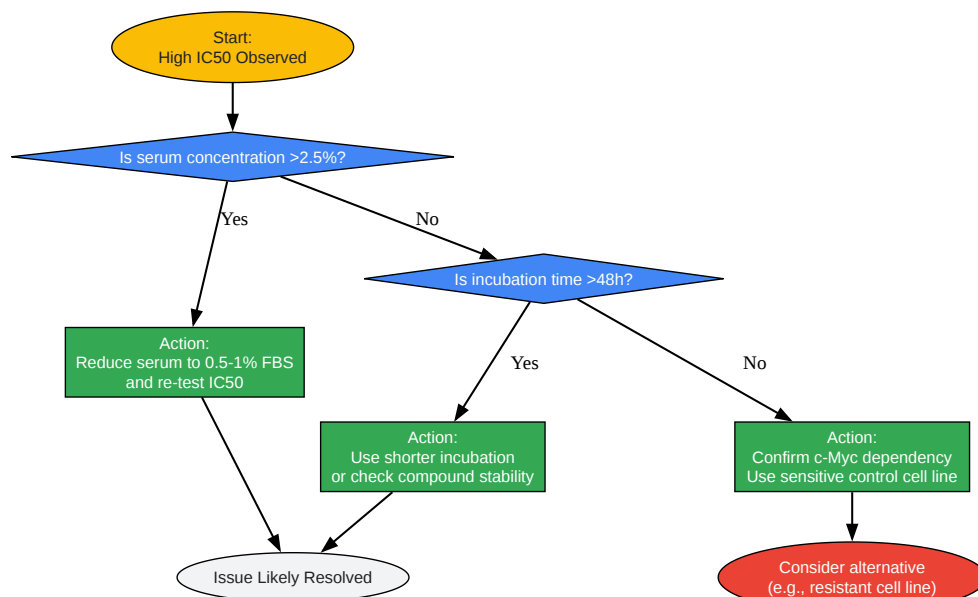 Start:
High IC50 Observed
Is serum concentration >2.5%?
Yes
No
Is incubation time >48h?
Action:
Reduce serum to 0.5-1% FBS
and re-test IC50
Yes
No
Action:
Use shorter incubation
or check compound stability
Action:
Confirm c-Myc dependency
Use sensitive control cell line
Issue Likely Resolved
Consider alternative
(e.g., resistant cell line)